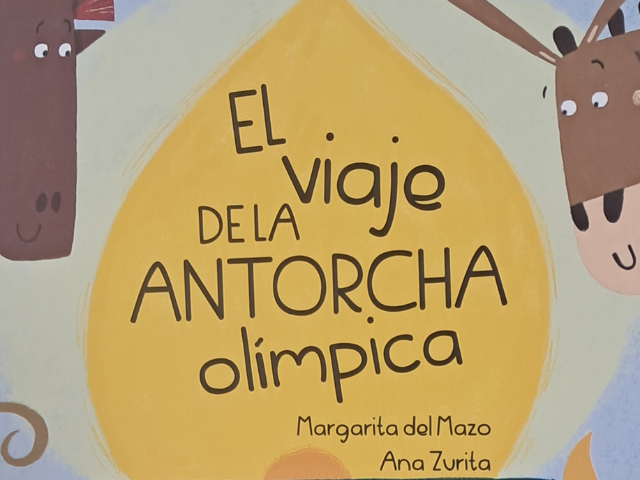 EL
viaje
DE LA
ANTORCHA
olímpica
Margarita del Mazo
Ana Zurita